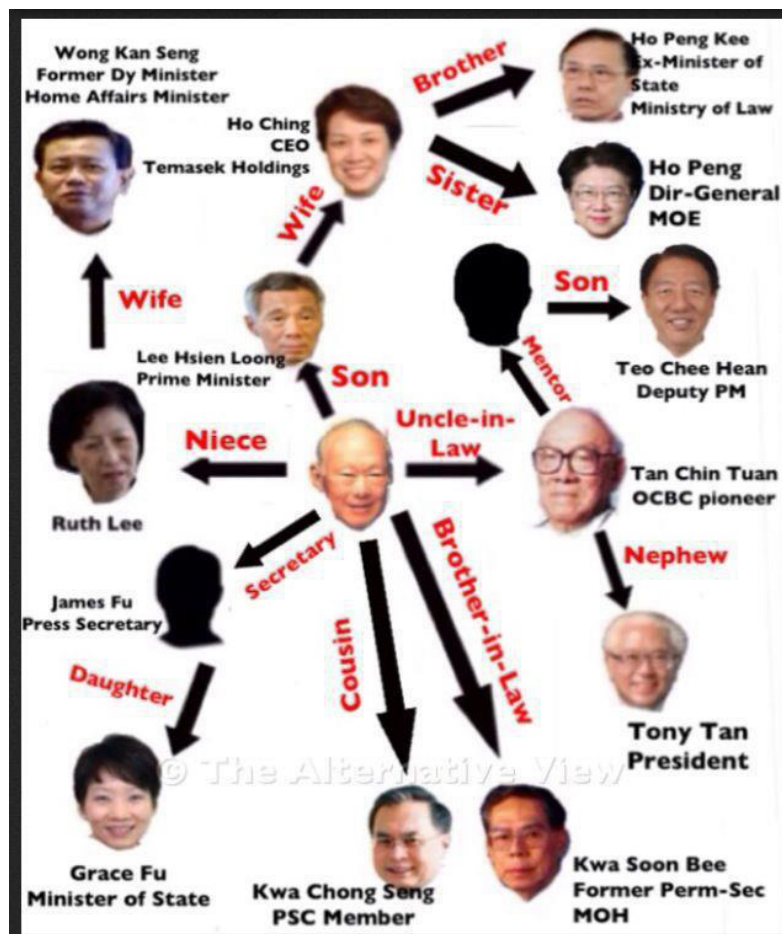 Wong Kan Seng
Former Dy Minister
Home Affairs Minister
Ho Ching
CEO
Temasek Holdings
Brother
Ho Peng Kee
Ex-Minister of
State
Ministry of Law
Sister
Ho Peng
Dir-General
MOE
Wife
Wife
Lee Hsien Loong
Prime Minister
Son
Mentor
Son
Teo Chee Hean
Deputy PM
Niece
Ruth Lee
Uncle-in-
Law
Tan Chin Tuan
OCBC pioneer
Nephew
Tony Tan
President
Secretary
James Fu
Press Secretary
Daughter
Grace Fu
Minister of State
Cousin
Kwa Chong Seng
PSC Member
Brother-in-Law
Kwa Soon Bee
Former Perm-Sec
MOH
© The Alternative View